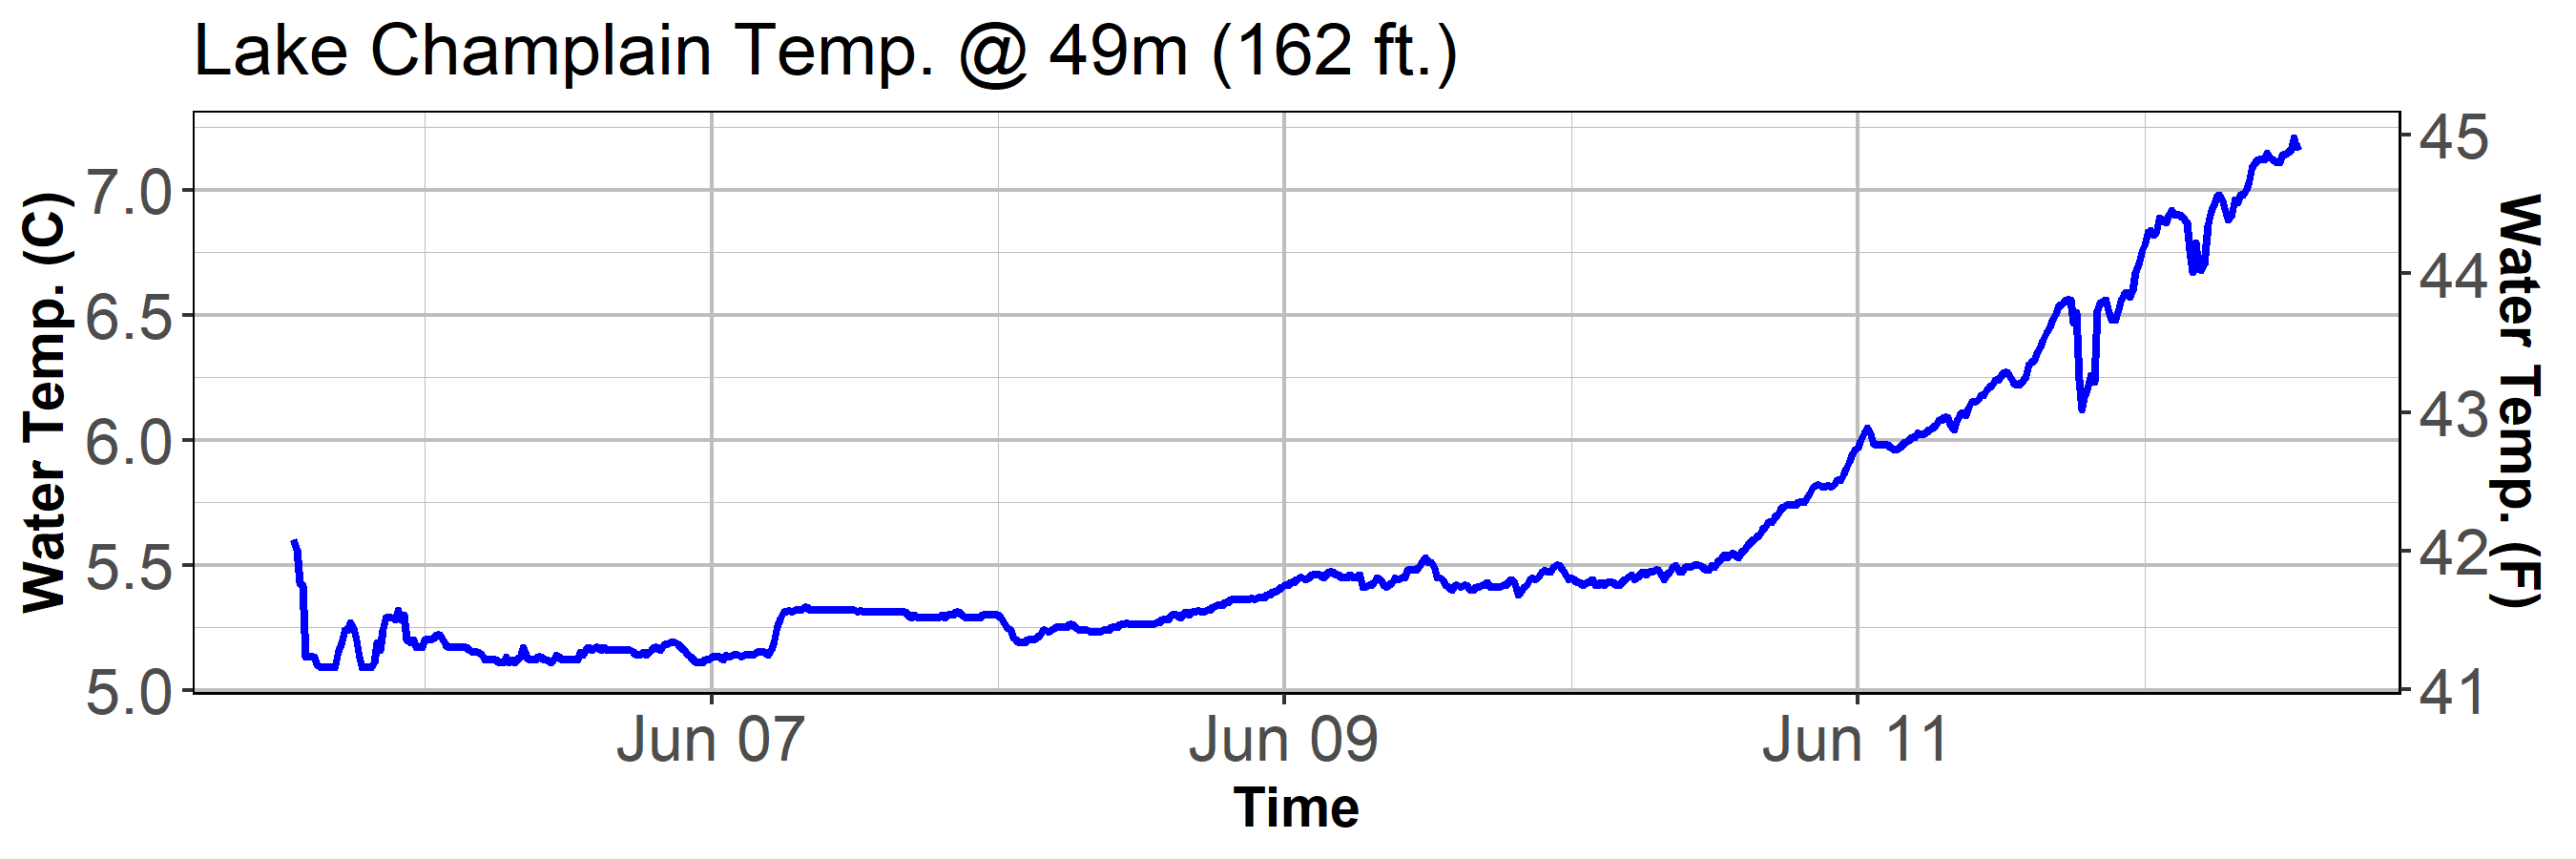 Lake Champlain Temp. @ 49m (162 ft.)
Water Temp. (C)
7.0
6.5
6.0
5.5
5.0
45
44
43
42
41
Water Temp. (F)
Jun 07
Jun 09
Jun 11
Time